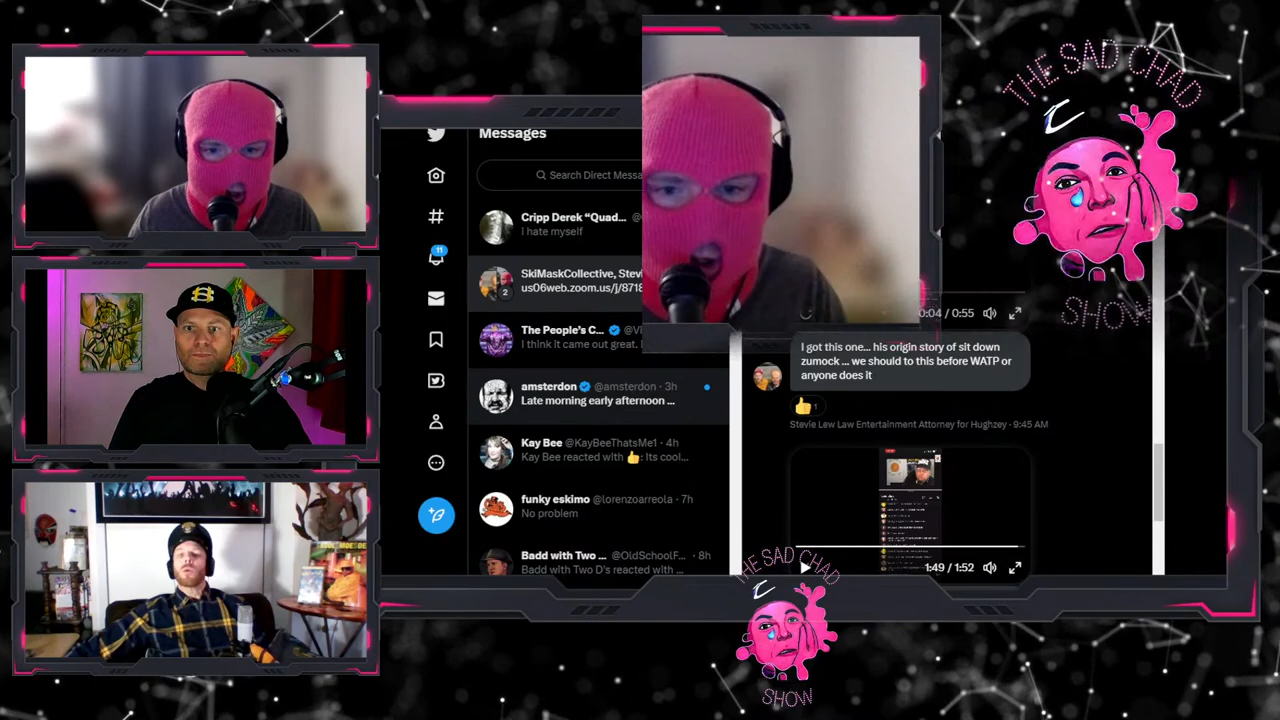 Messages
Search Direct Messa
Cripp Derek “Quad... @
I hate myself
SkiMaskCollective, Stevi
us06web.zoom.us/j/8718
2
The People's C... @Vi
I think it came out great. I
amsterdon @amsterdon · 3h
Late morning early afternoon ...
Kay Bee @KayBeeThatsMe1 · 4h
Kay Bee reacted with 👍: Its cool...
funky eskimo @lorenzoarreola · 7h
No problem
Badd with Two ... @OldSchoolF... · 8h
Badd with Two D's reacted with ...
11
0:04 / 0:55
I got this one... his origin story of sit down
zumock ... we should to this before WATP or
anyone does it
👍 1
Stevie Lew Law Entertainment Attorney for Hughzey · 9:45 AM
1:49 / 1:52
THE SAD CHAD
SHOW
THE SAD CHAD
SHOW